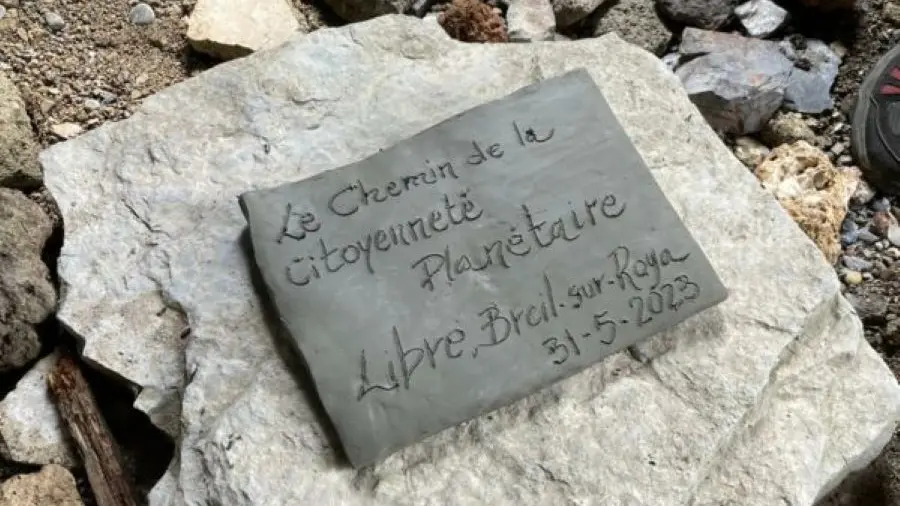 Le Chemin de la
Citoyenneté
Planétaire
Libre, Breil-sur-Roya
31-5-2023